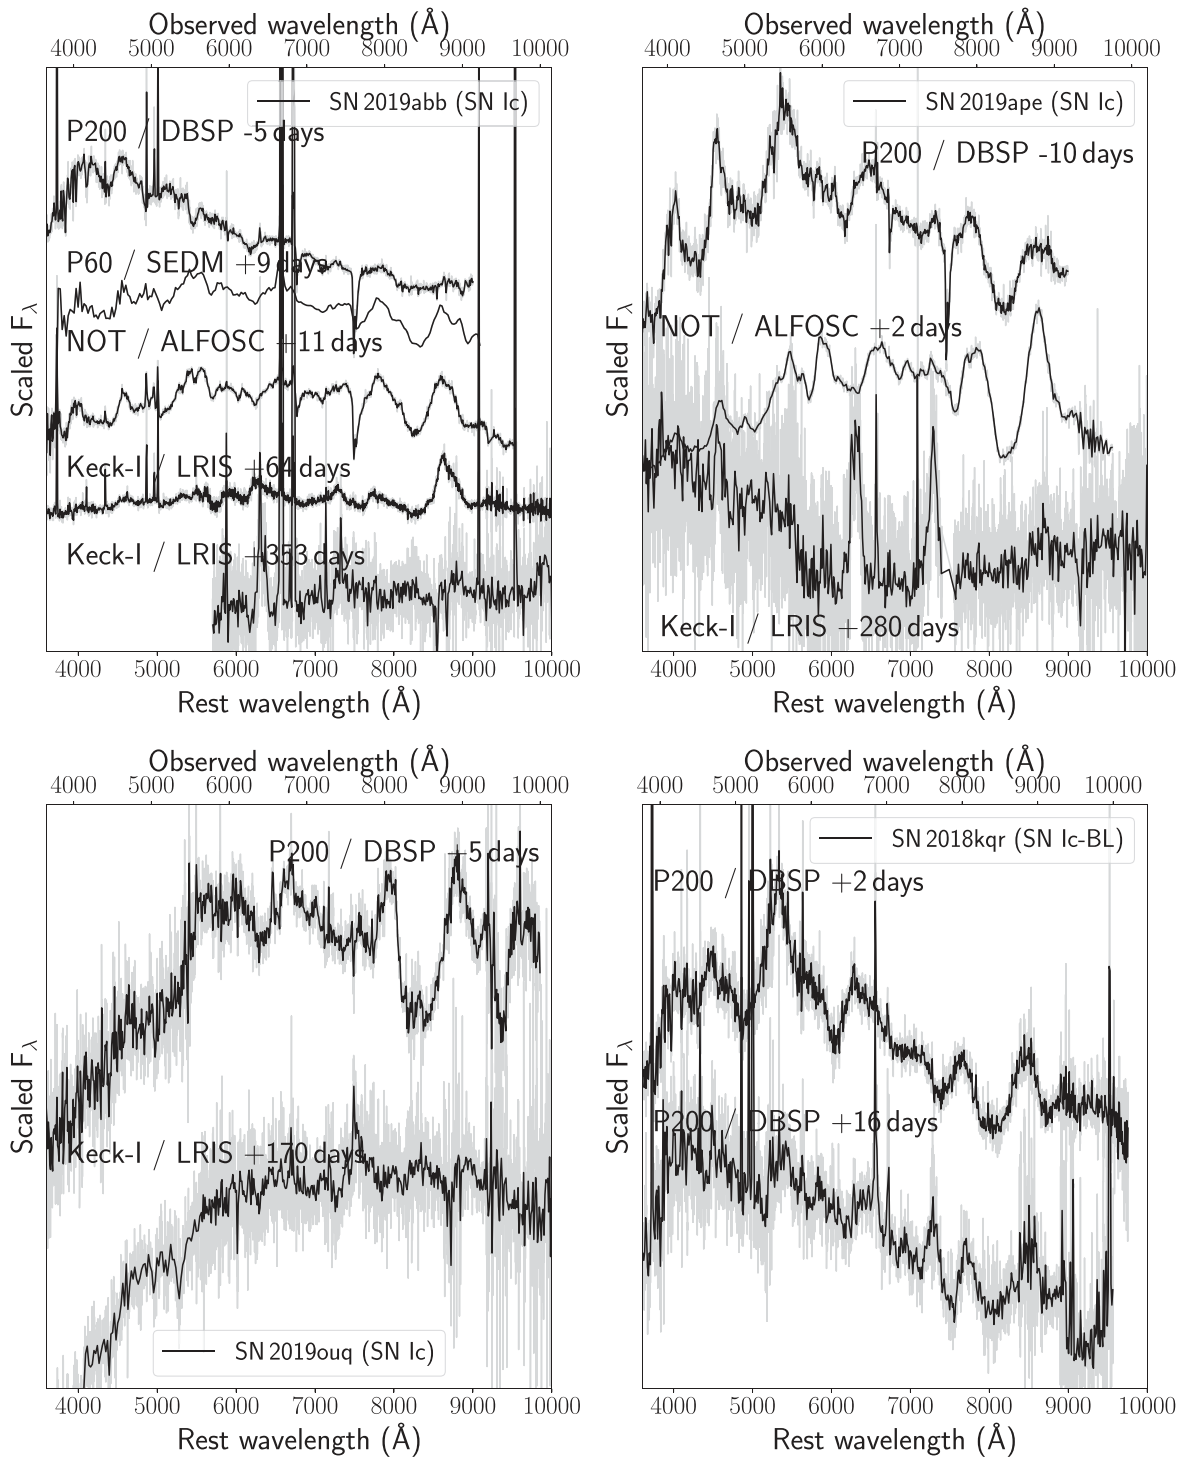 Observed wavelength (Å)
4000 5000 6000 7000 8000 9000 10000
SN 2019abb (SN Ic)
P200 / DBSP -5 days
P60 / SEDM +9 days
NOT / ALFOSC +11 days
Keck-I / LRIS +64 days
Keck-I / LRIS +353 days
Scaled Fλ
4000 5000 6000 7000 8000 9000 10000
Rest wavelength (Å)
Observed wavelength (Å)
4000 5000 6000 7000 8000 9000 10000
SN 2019ape (SN Ic)
P200 / DBSP -10 days
NOT / ALFOSC +2 days
Keck-I / LRIS +280 days
Scaled Fλ
4000 5000 6000 7000 8000 9000 10000
Rest wavelength (Å)
Observed wavelength (Å)
4000 5000 6000 7000 8000 9000 10000
P200 / DBSP +5 days
Keck-I / LRIS +170 days
SN 2019ouq (SN Ic)
Scaled Fλ
4000 5000 6000 7000 8000 9000 10000
Rest wavelength (Å)
Observed wavelength (Å)
4000 5000 6000 7000 8000 9000 10000
SN 2018kqr (SN Ic-BL)
P200 / DBSP +2 days
P200 / DBSP +16 days
Scaled Fλ
4000 5000 6000 7000 8000 9000 10000
Rest wavelength (Å)